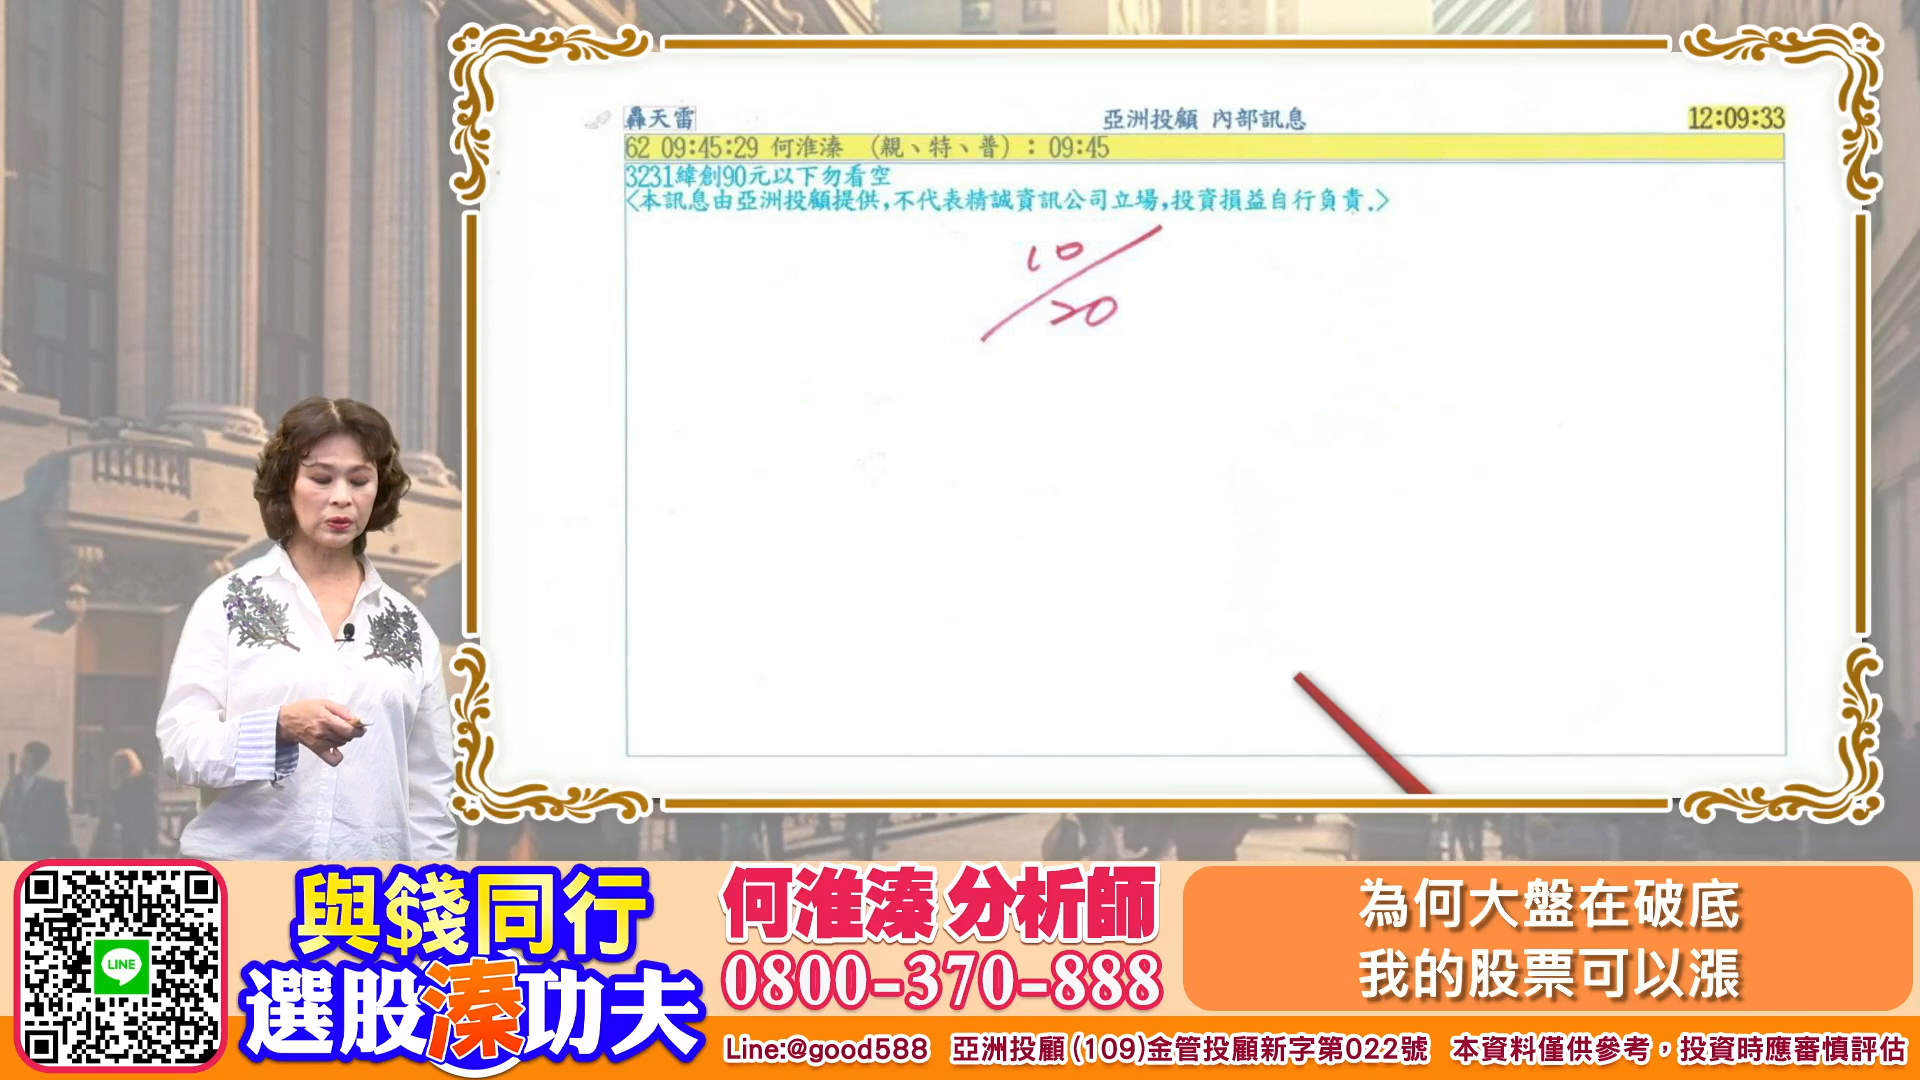 轟天雷 亞洲投顧 內部訊息 12:09:33
62 09:45:29 何淮溱 (親、特、普) : 09:45
3231緯創90元以下勿看空
<本訊息由亞洲投顧提供,不代表精誠資訊公司立場,投資損益自行負責.>
10/20
LINE
與錢同行
選股溱功夫
何淮溱 分析師
0800-370-888
為何大盤在破底
我的股票可以漲
Line:@good588 亞洲投顧 (109)金管投顧新字第022號 本資料僅供參考，投資時應審慎評估